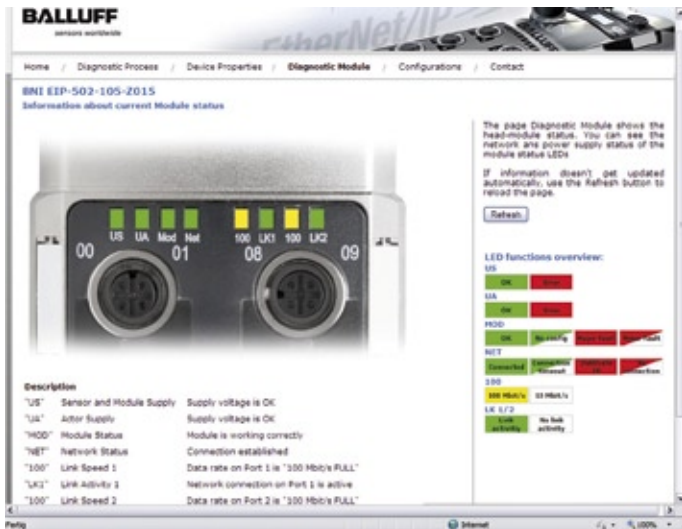 BALLUFF
sensors worldwide
EtherNet/IP
Home / Diagnostic Process / Device Properties / Diagnostic Module / Configurations / Contact
BNI EIP-502-105-Z015
Information about current Module status
The page Diagnostic Module shows the
head-module status. You can see the
network ans power supply status of the
module status LEDs
If information doesn't get updated
automatically, use the Refresh button to
reload the page.
Refresh
US UA Mod Net 100 LK1 100 LK2
00 01 08 09
LED functions overview:
US
OK Error
UA
OK Error
MOD
OK No config
NET
Connected Connection timeout
100
100 Mbit/s 10 Mbit/s
LK 1/2
Link activity No link activity
Description
"US" Sensor and Module Supply Supply voltage is OK
"UA" Actor Supply Supply voltage is OK
"MOD" Module Status Module is working correctly
"NET" Network Status Connection established
"100" Link Speed 1 Data rate on Port 1 is "100 Mbit/s FULL"
"LK1" Link Activity 1 Network connection on Port 1 is active
"100" Link Speed 2 Data rate on Port 2 is "100 Mbit/s FULL"
Fertig Internet 100%